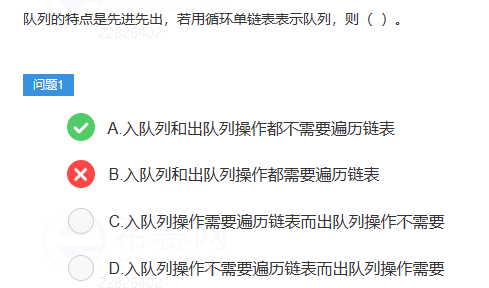 队列的特点是先进先出，若用循环单链表表示队列，则（ ）。
22826402
问题1
A.入队列和出队列操作都不需要遍历链表
B.入队列和出队列操作都需要遍历链表
C.入队列操作需要遍历链表而出队列操作不需要
希赛网
D.入队列操作不需要遍历链表而出队列操作需要
22826402